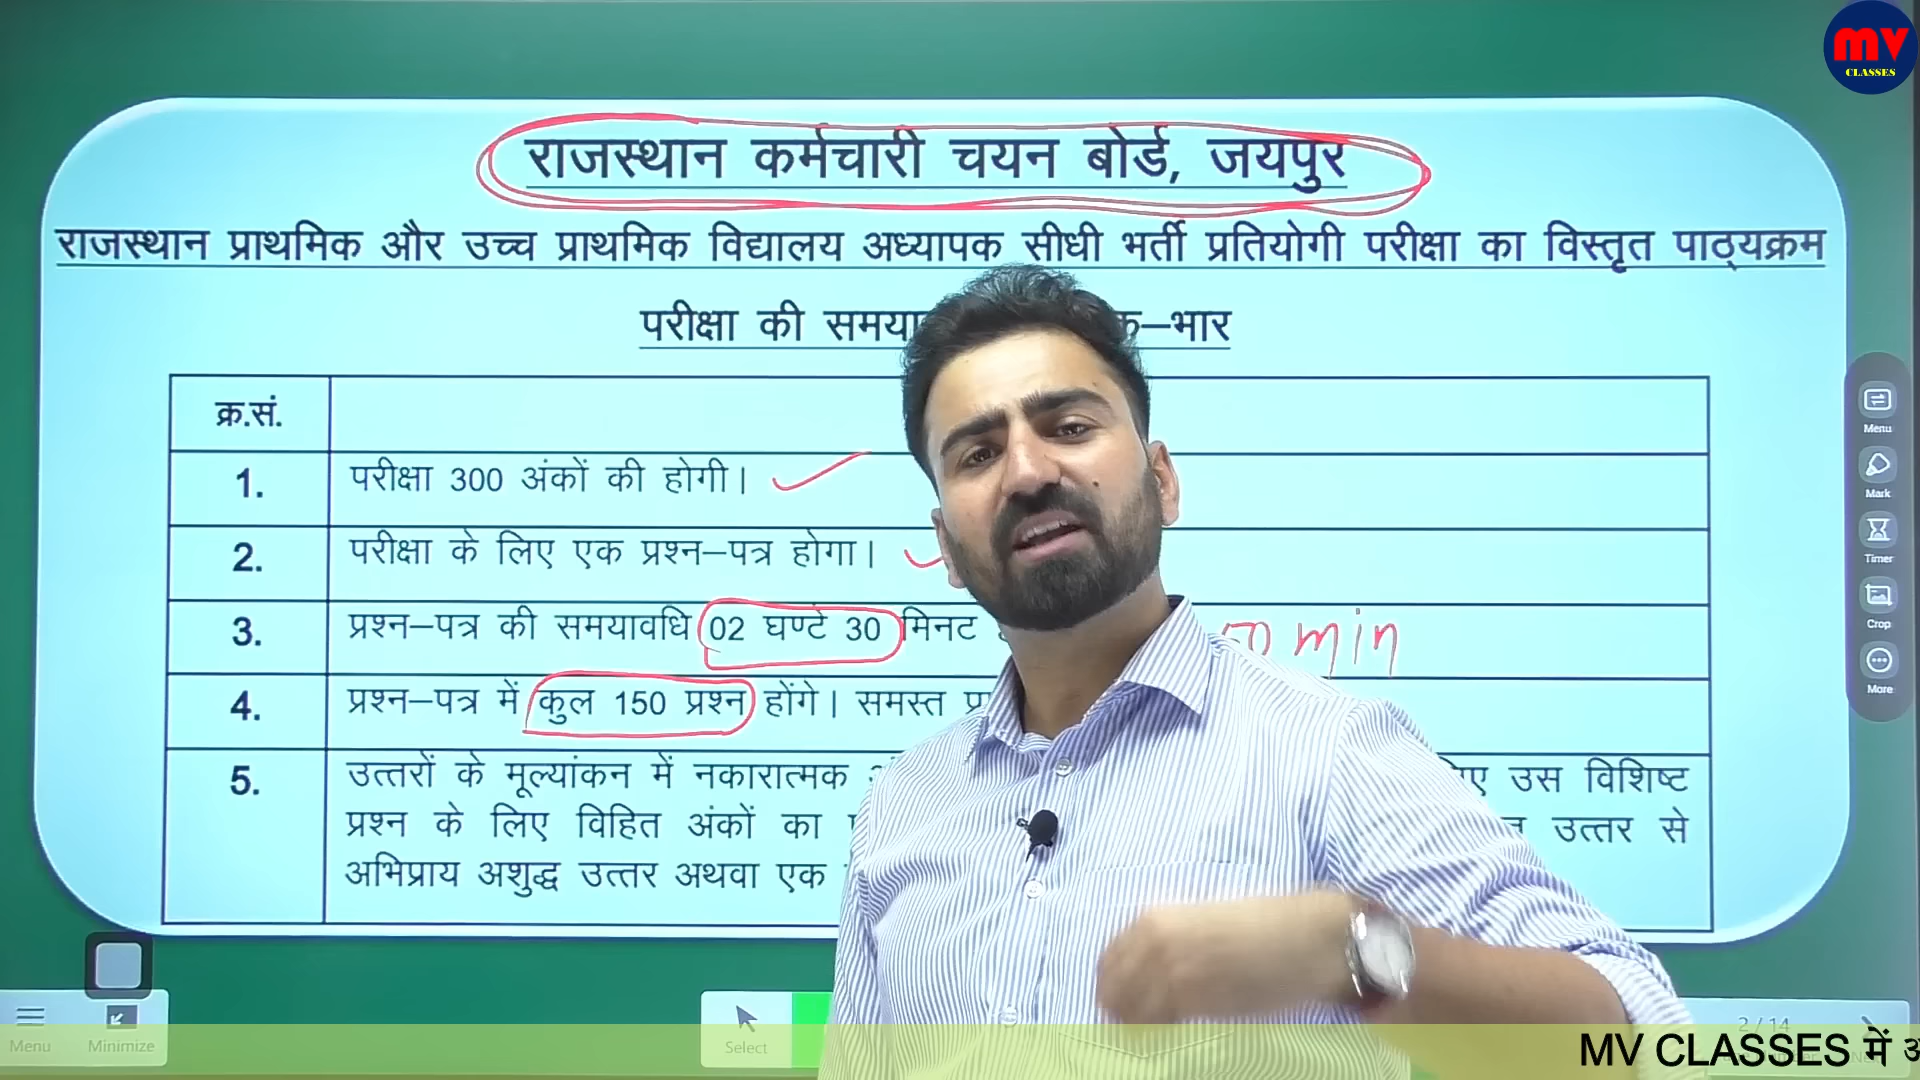 MV
CLASSES
राजस्थान कर्मचारी चयन बोर्ड, जयपुर
राजस्थान प्राथमिक और उच्च प्राथमिक विद्यालय अध्यापक सीधी भर्ती प्रतियोगी परीक्षा का विस्तृत पाठ्यक्रम
परीक्षा की भार
क्र.सं.
1. परीक्षा 300 अंकों की होगी।
2. परीक्षा के लिए एक प्रश्न–पत्र होगा।
3. प्रश्न–पत्र की समयावधि 02 घण्टे 30 मिनट min
4. प्रश्न–पत्र में कुल 150 प्रश्न होंगे। समस्त
5. उत्तरों के मूल्यांकन में नकारात्मक उस विशिष्ट
प्रश्न के लिए विहित अंकों का उत्तर से
अभिप्राय अशुद्ध उत्तर अथवा एक
Menu
Mark
Timer
Crop
More
Menu
Minimize
Select
2 / 14
MV CLASSES में